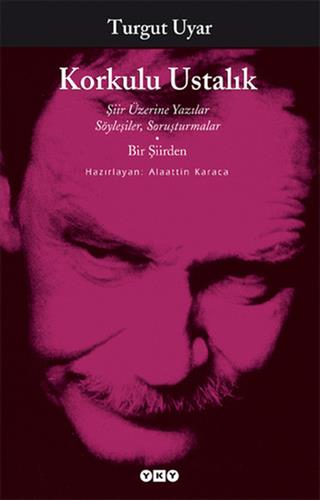 Turgut Uyar
Korkulu Ustalık
Şiir Üzerine Yazılar
Söyleşiler, Soruşturmalar
•
Bir Şiirden
Hazırlayan: Alaattin Karaca
YKY